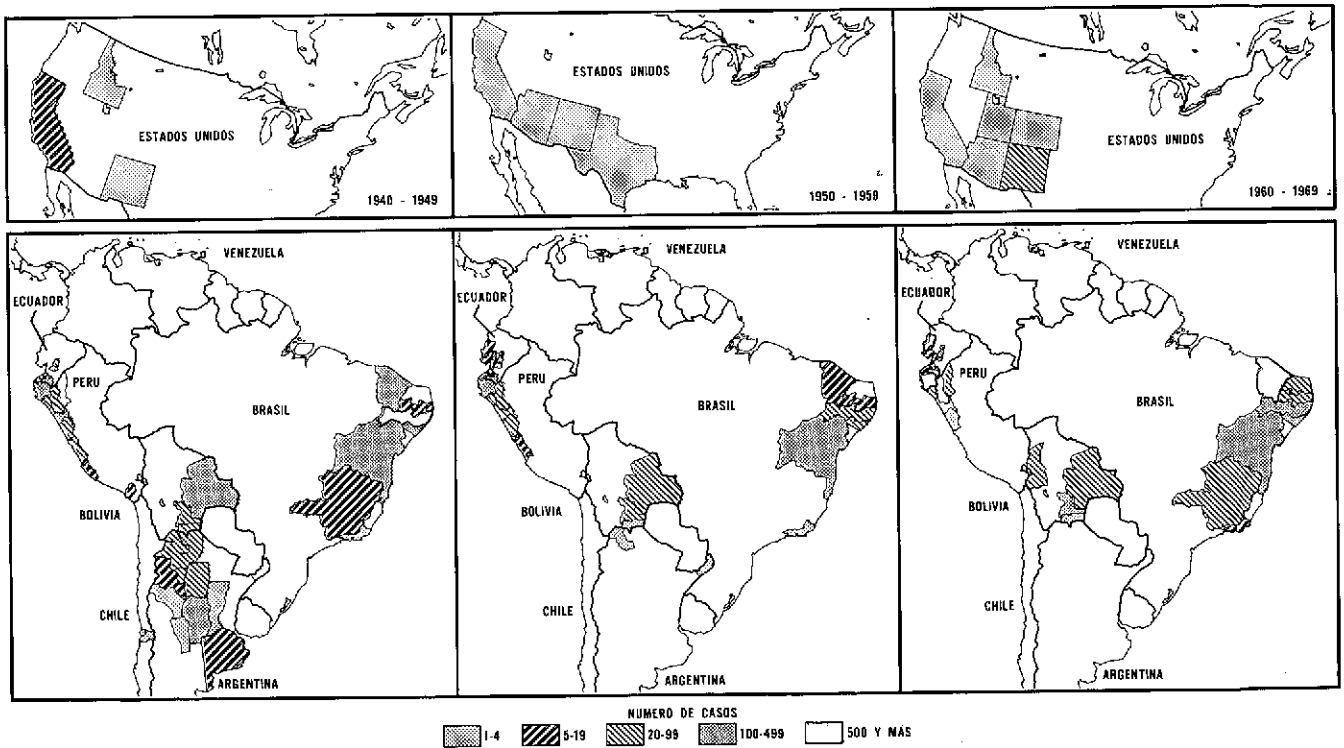 ESTADOS UNIDOS
1940 - 1949
ESTADOS UNIDOS
1950 - 1959
ESTADOS UNIDOS
1960 - 1969
VENEZUELA
ECUADOR
PERU
BRASIL
BOLIVIA
CHILE
ARGENTINA
VENEZUELA
ECUADOR
PERU
BRASIL
BOLIVIA
CHILE
ARGENTINA
VENEZUELA
ECUADOR
PERU
BRASIL
BOLIVIA
CHILE
ARGENTINA
NUMERO DE CASOS
1-4 5-19 20-99 100-499 500 Y MÁS